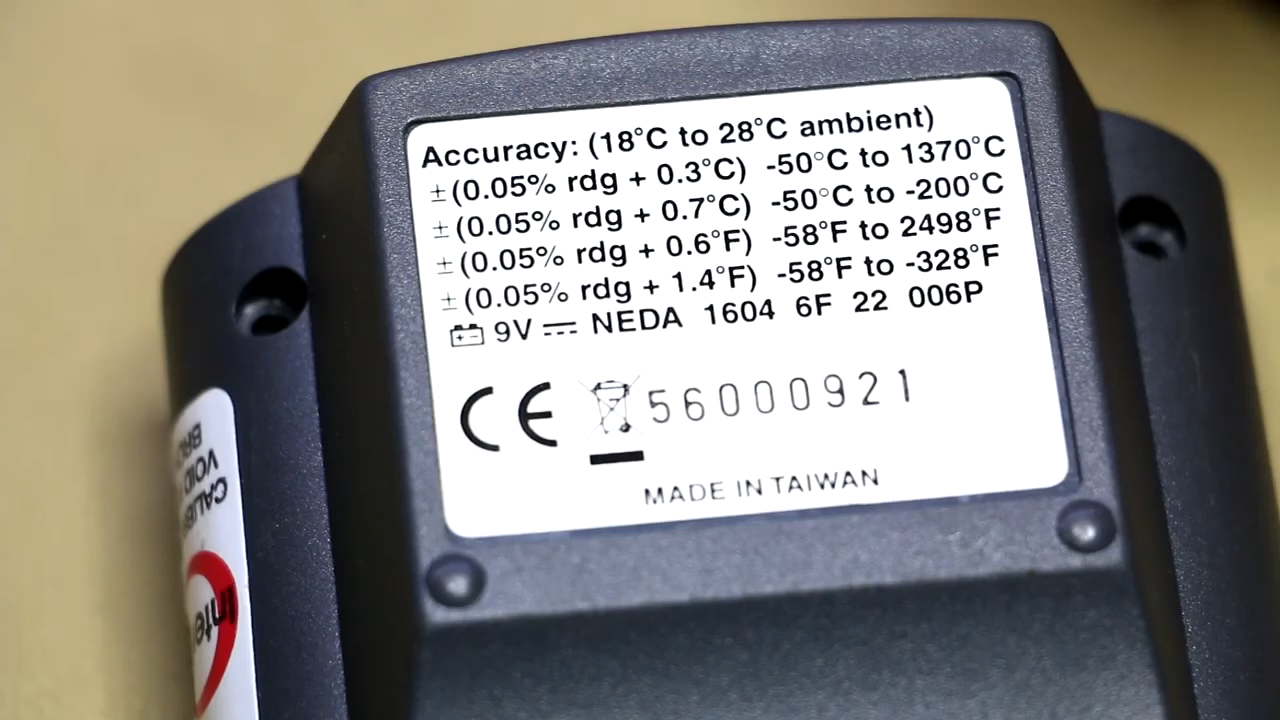 Accuracy: (18°C to 28°C ambient)
±(0.05% rdg + 0.3°C) -50°C to 1370°C
±(0.05% rdg + 0.7°C) -50°C to -200°C
±(0.05% rdg + 0.6°F) -58°F to 2498°F
±(0.05% rdg + 1.4°F) -58°F to -328°F
9V ⎓ NEDA 1604 6F 22 006P
CE 56000921
MADE IN TAIWAN
VOID